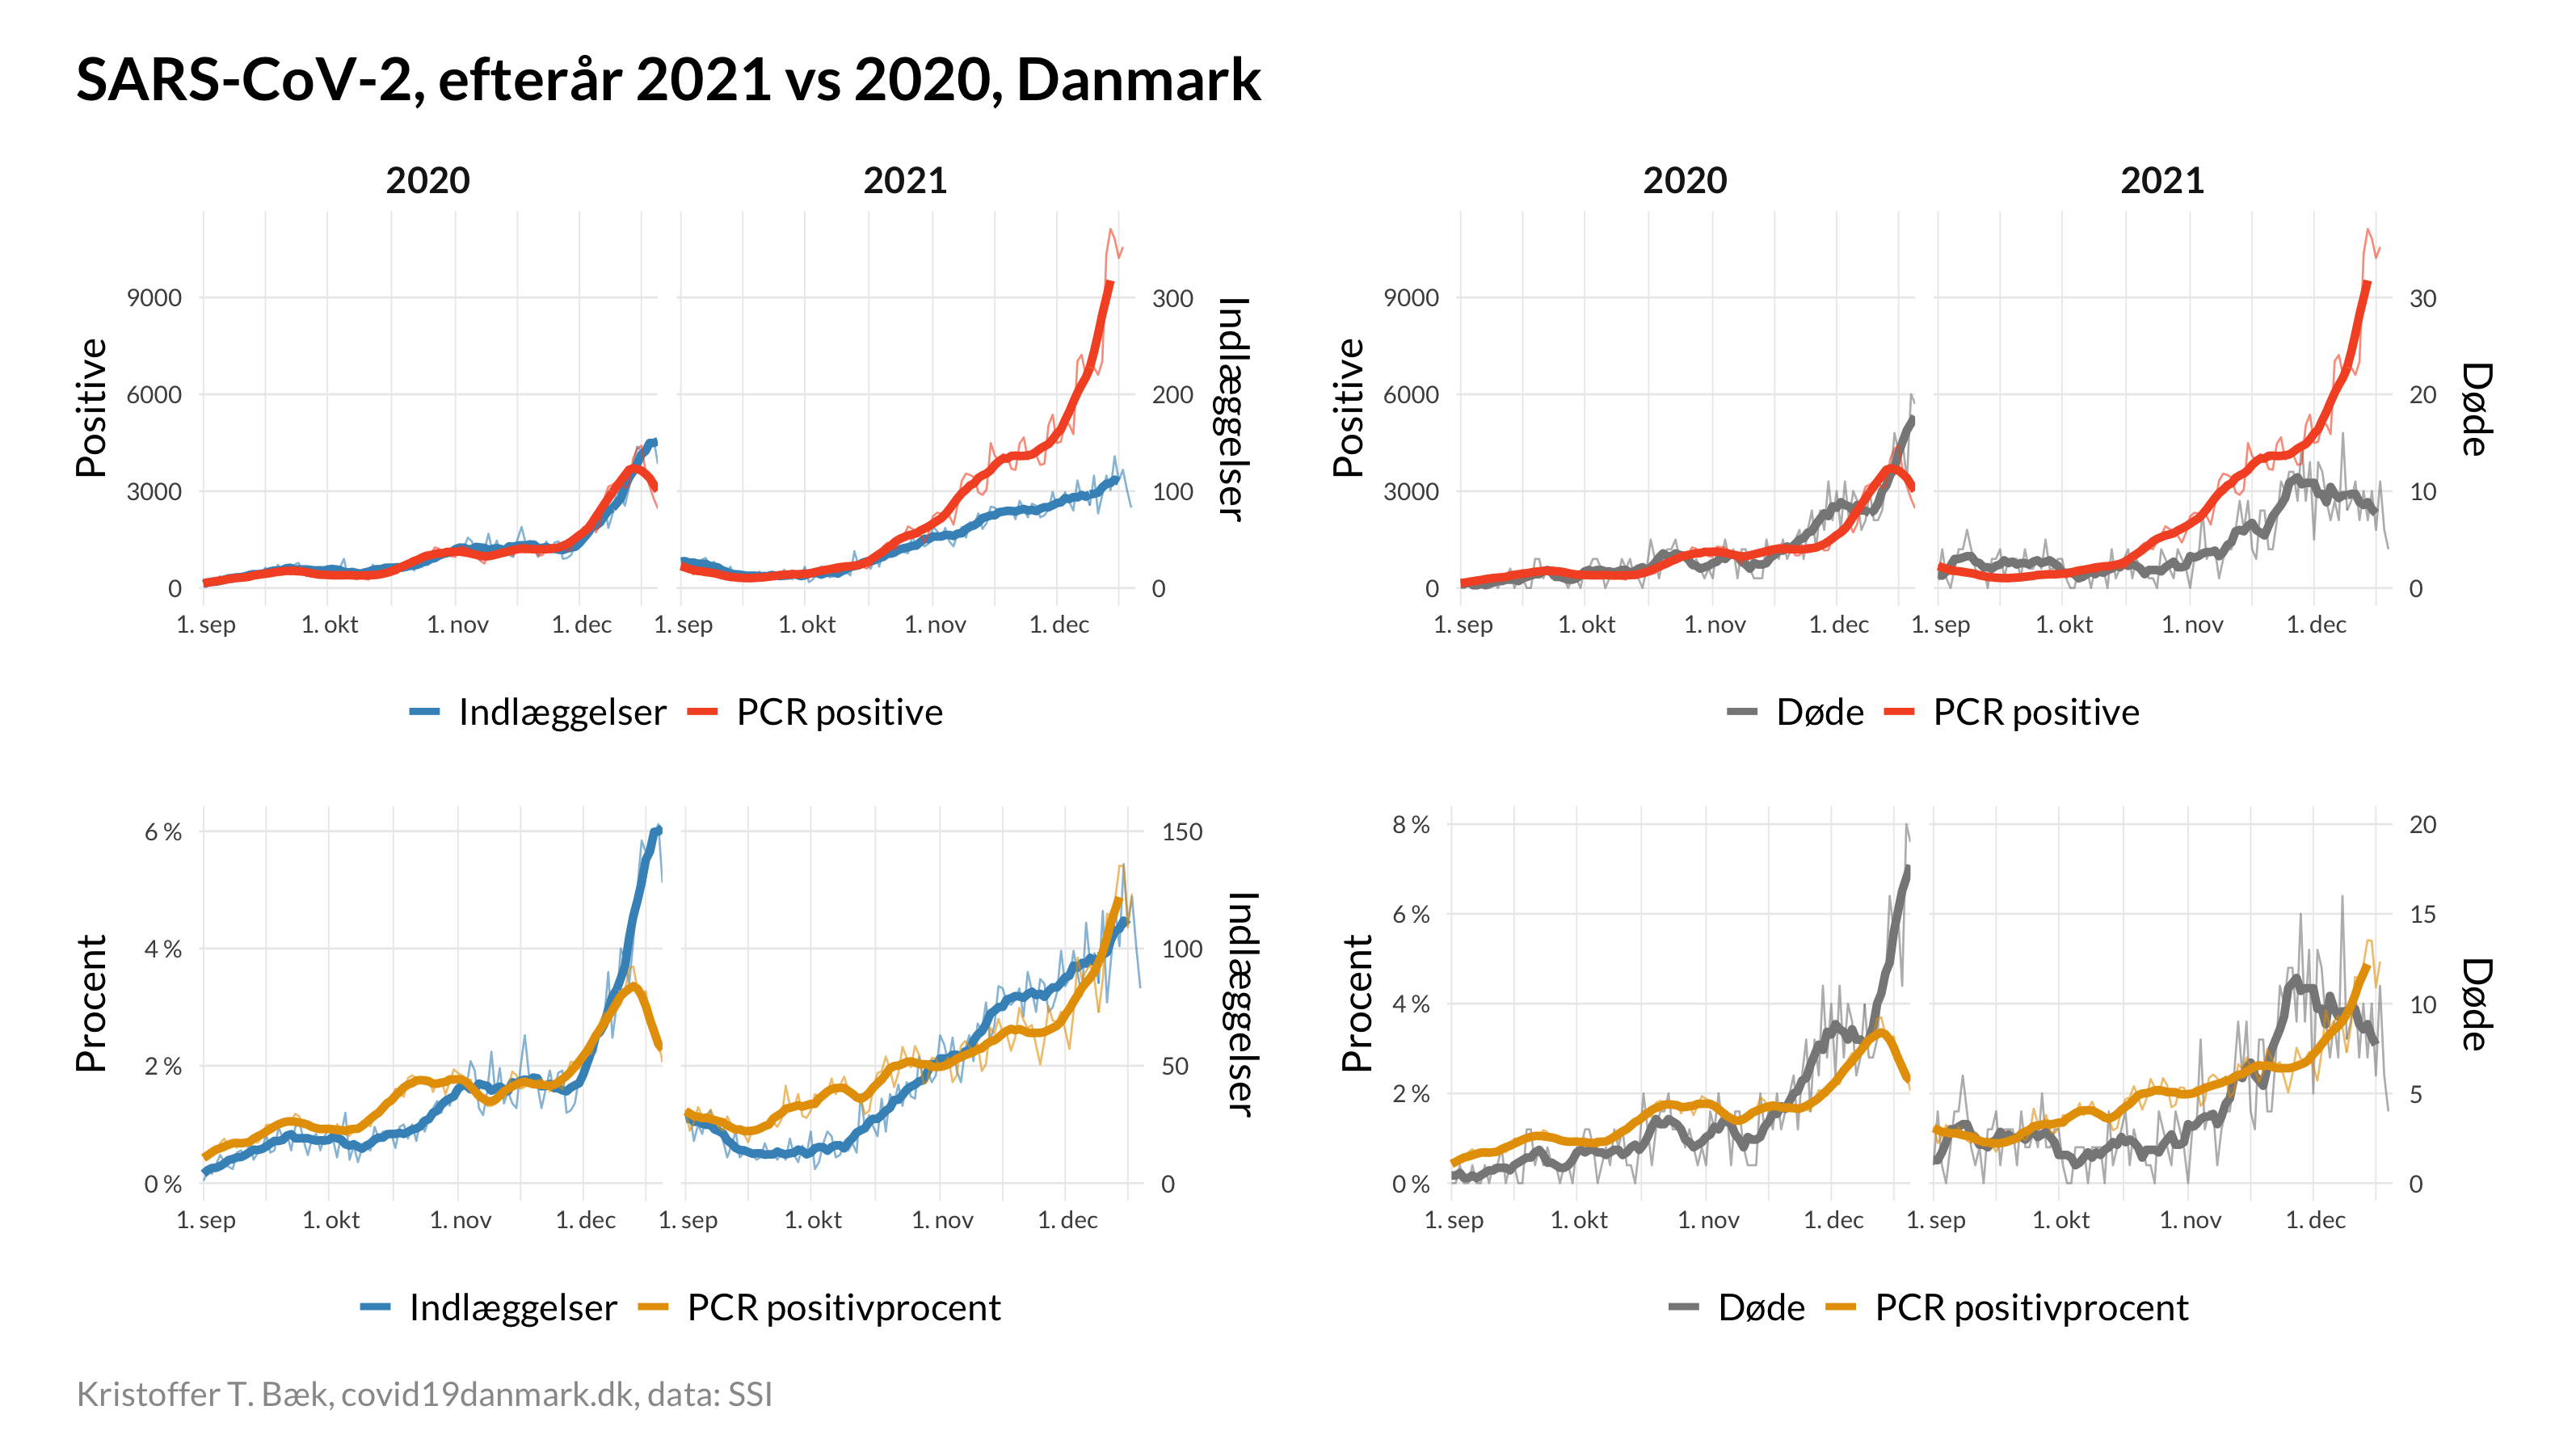 SARS-CoV-2, efterår 2021 vs 2020, Danmark
2020 2021
Positive
9000
6000
3000
0
300
200
100
0
Indlæggelser
1. sep 1. okt 1. nov 1. dec 1. sep 1. okt 1. nov 1. dec
Indlæggelser PCR positive
2020 2021
Positive
9000
6000
3000
0
30
20
10
0
Døde
1. sep 1. okt 1. nov 1. dec 1. sep 1. okt 1. nov 1. dec
Døde PCR positive
Procent
6 %
4 %
2 %
0 %
150
100
50
0
Indlæggelser
1. sep 1. okt 1. nov 1. dec 1. sep 1. okt 1. nov 1. dec
Indlæggelser PCR positivprocent
Procent
8 %
6 %
4 %
2 %
0 %
20
15
10
5
0
Døde
1. sep 1. okt 1. nov 1. dec 1. sep 1. okt 1. nov 1. dec
Døde PCR positivprocent
Kristoffer T. Bæk, covid19danmark.dk, data: SSI